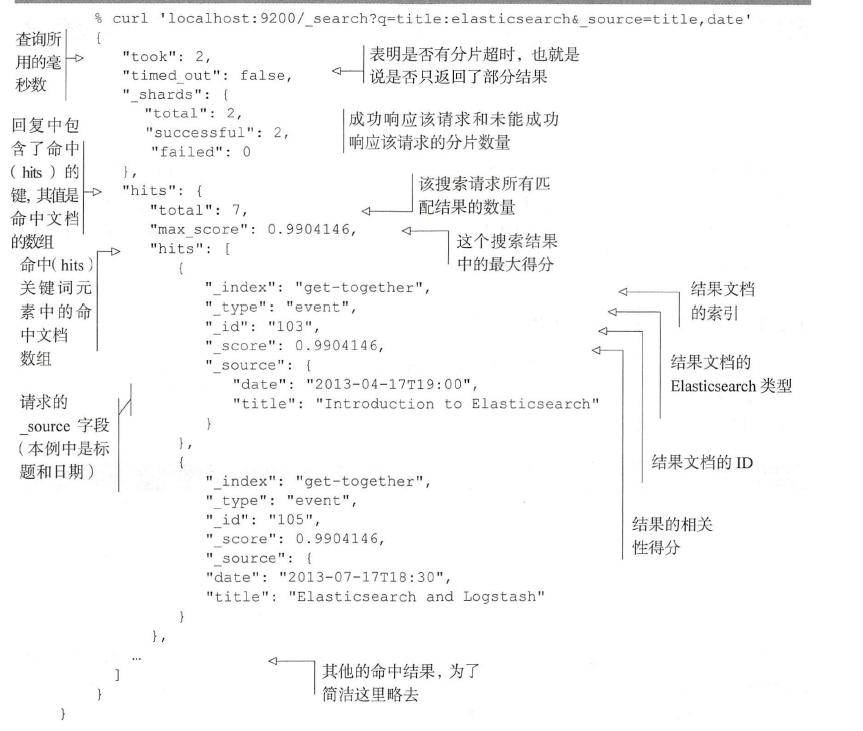 % curl 'localhost:9200/_search?q=title:elasticsearch&_source=title,date'
{
"took": 2,
"timed_out": false,
"_shards": {
"total": 2,
"successful": 2,
"failed": 0
},
"hits": {
"total": 7,
"max_score": 0.9904146,
"hits": [
{
"_index": "get-together",
"_type": "event",
"_id": "103",
"_score": 0.9904146,
"_source": {
"date": "2013-04-17T19:00",
"title": "Introduction to Elasticsearch"
}
},
{
"_index": "get-together",
"_type": "event",
"_id": "105",
"_score": 0.9904146,
"_source": {
"date": "2013-07-17T18:30",
"title": "Elasticsearch and Logstash"
}
},
…
]
}
}
查询所
用的毫
秒数
表明是否有分片超时，也就是
说是否只返回了部分结果
成功响应该请求和未能成功
响应该请求的分片数量
回复中包
含了命中
（hits）的
键，其值是
命中文档
的数组
该搜索请求所有匹
配结果的数量
这个搜索结果
中的最大得分
命中（hits）
关键词元
素中的命
中文档
数组
结果文档
的索引
结果文档的
Elasticsearch 类型
请求的
_source 字段
（本例中是标
题和日期）
结果文档的 ID
结果的相关
性得分
其他的命中结果，为了
简洁这里略去